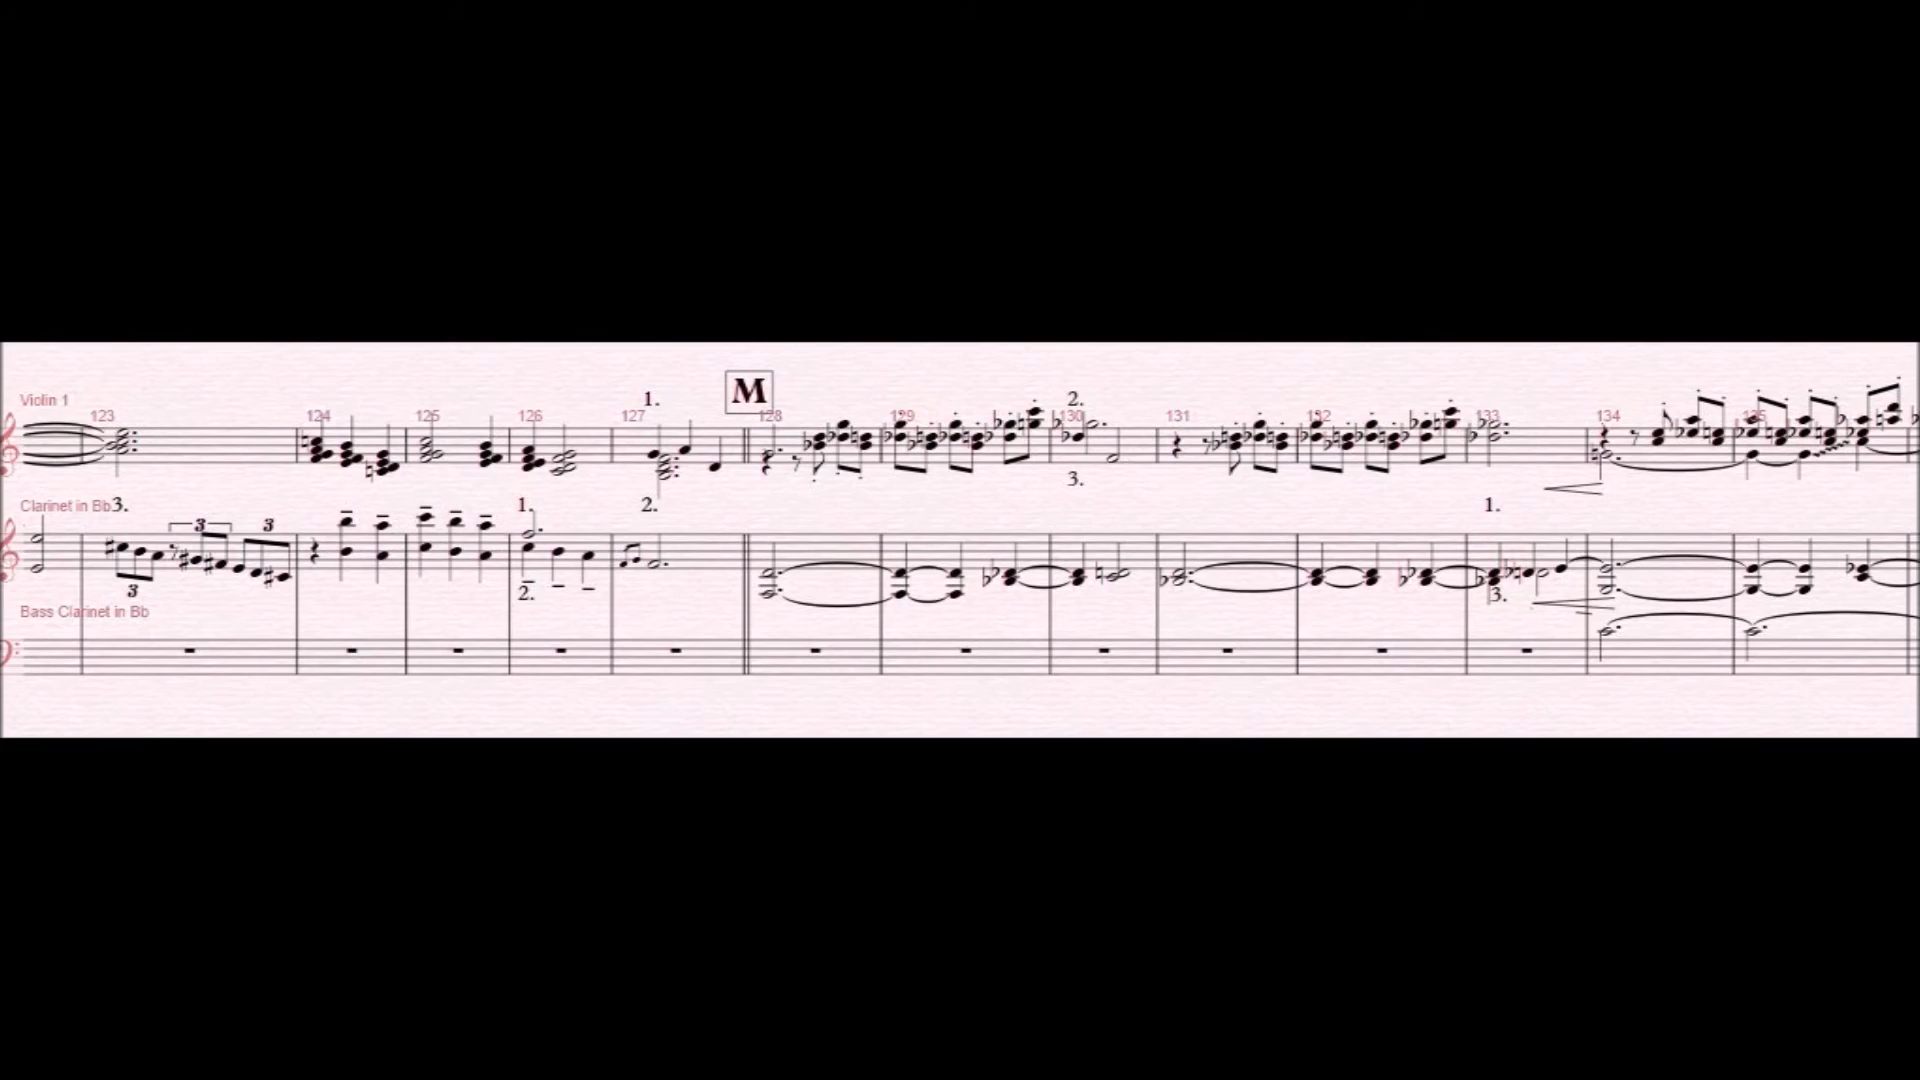 M
1. 2.
Violin 1 123 124 125 126 127 128 129 130 131 132 133 134 135
3.
Clarinet in Bb 3. 1. 2. 1.
3 3
3
2. 3.
Bass Clarinet in Bb